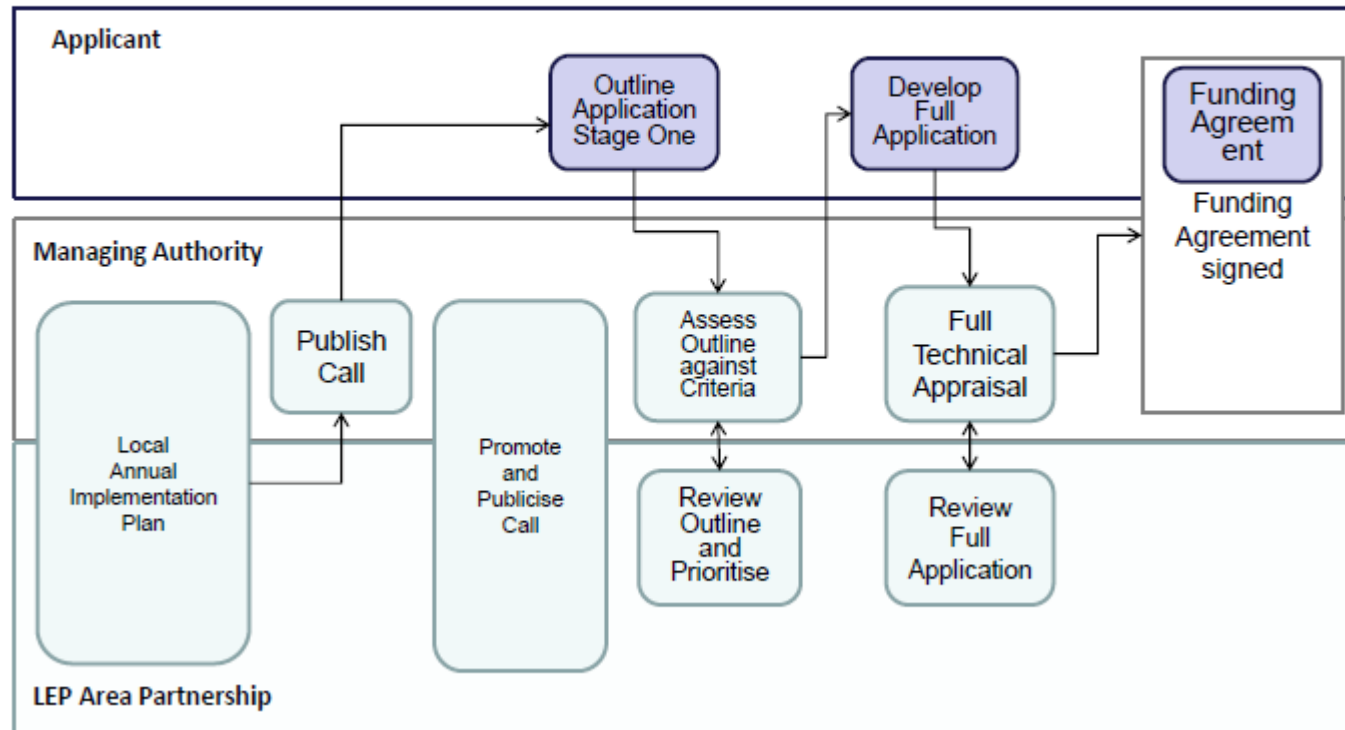 Applicant
Outline
Application
Stage One
Develop
Full
Application
Funding
Agreem
ent
Funding
Agreement
signed
Managing Authority
Local
Annual
Implementation
Plan
Publish
Call
Promote
and
Publicise
Call
Assess
Outline
against
Criteria
Full
Technical
Appraisal
Review
Outline
and
Prioritise
Review
Full
Application
LEP Area Partnership